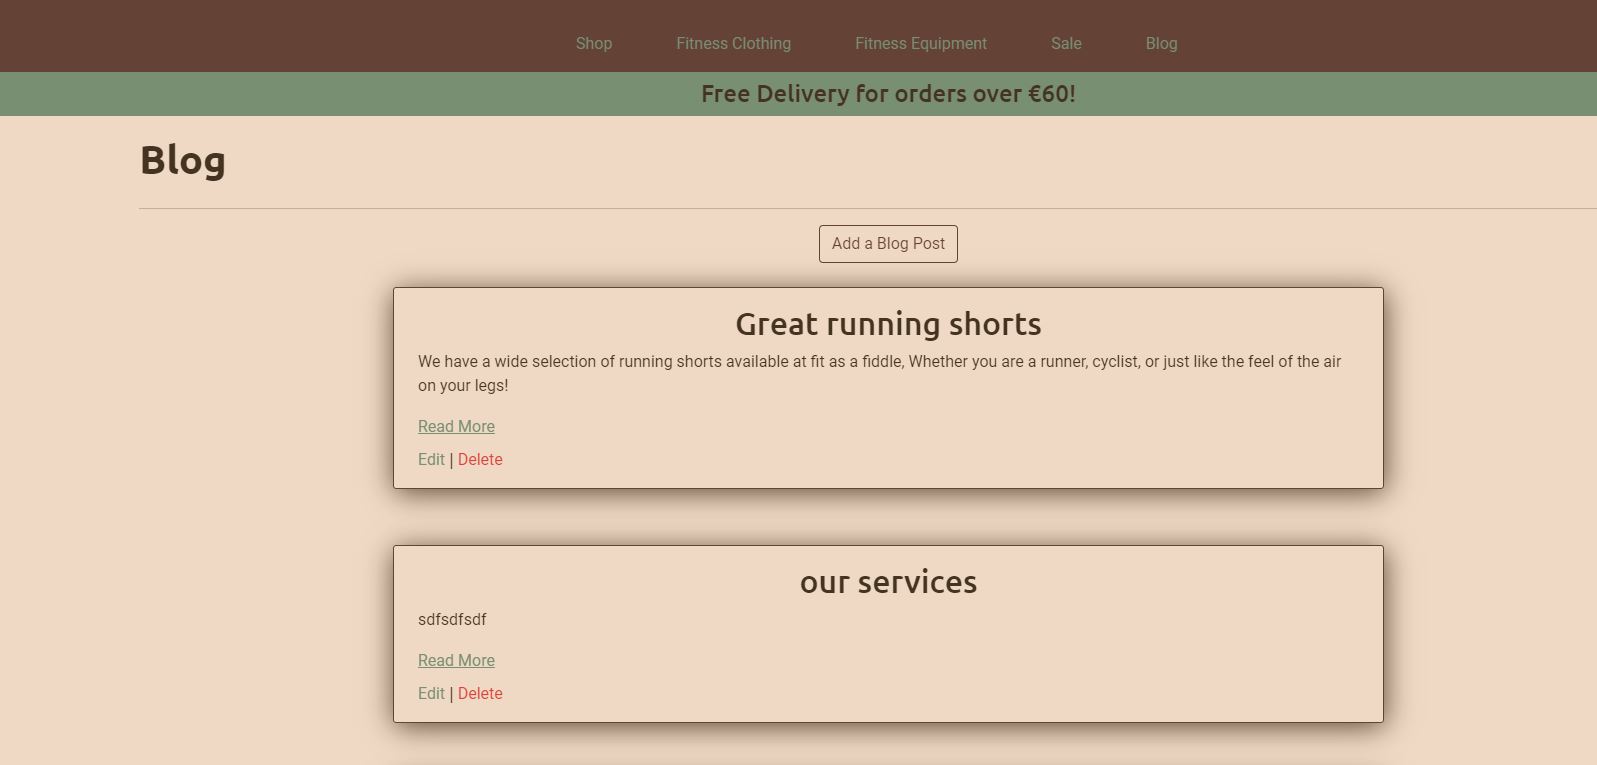 Shop Fitness Clothing Fitness Equipment Sale Blog
Free Delivery for orders over €60!
Blog
Add a Blog Post
Great running shorts
We have a wide selection of running shorts available at fit as a fiddle, Whether you are a runner, cyclist, or just like the feel of the air
on your legs!
Read More
Edit | Delete
our services
sdfsdfsdf
Read More
Edit | Delete